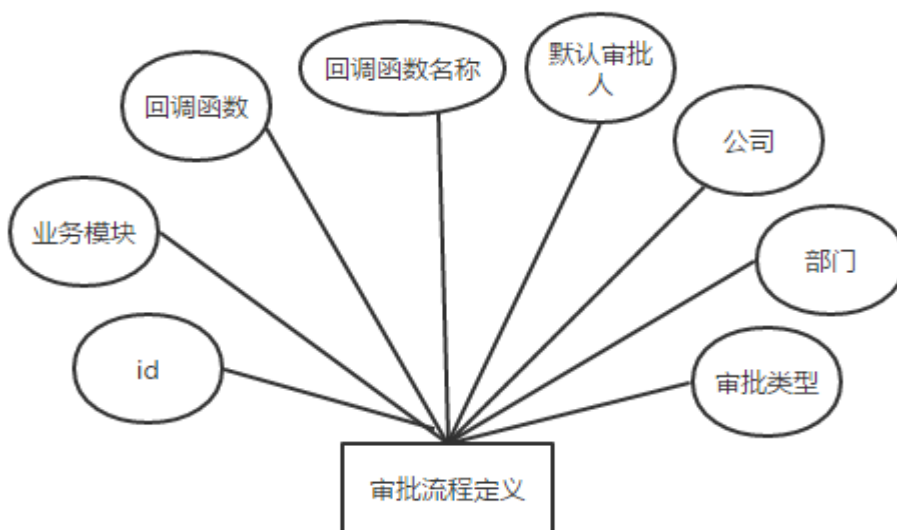 回调函数名称
默认审批
人
回调函数
公司
业务模块
部门
id
审批类型
审批流程定义